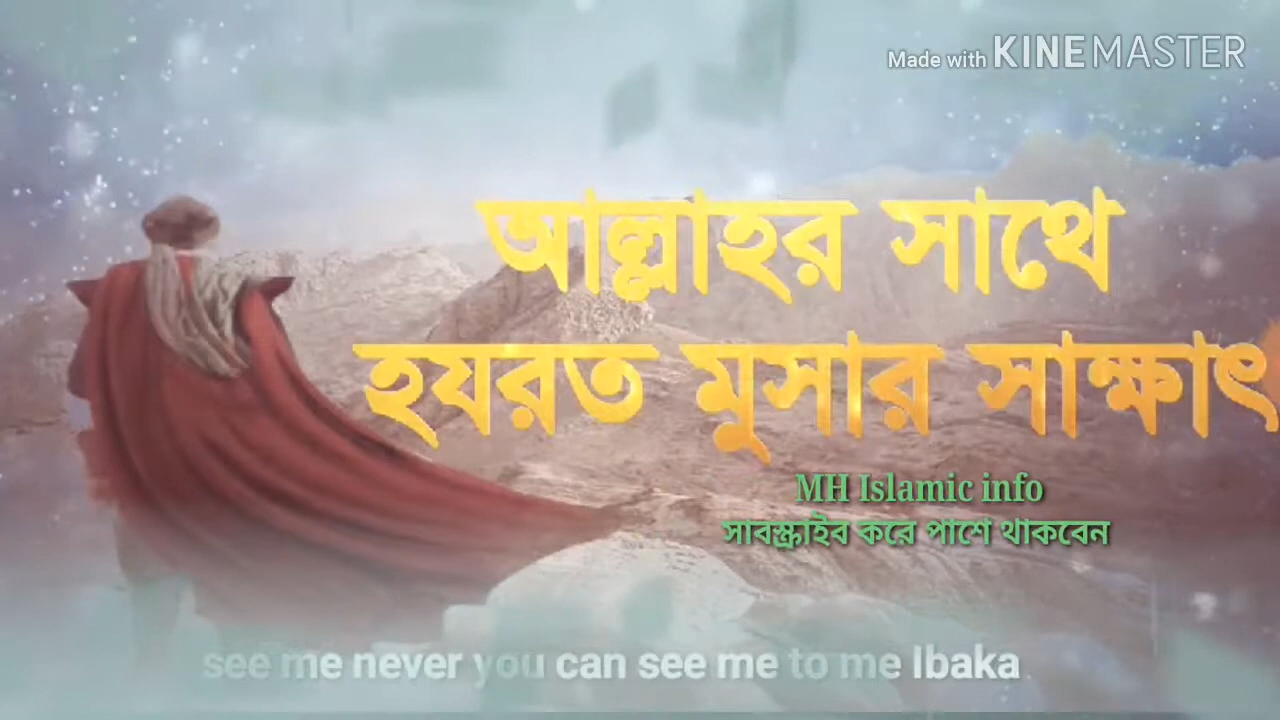 Made with KINEMASTER
আল্লাহর সাথে
হযরত মুসার সাক্ষাৎ
MH Islamic info
সাবস্ক্রাইব করে পাশে থাকবেন
see me never you can see me to me Ibaka